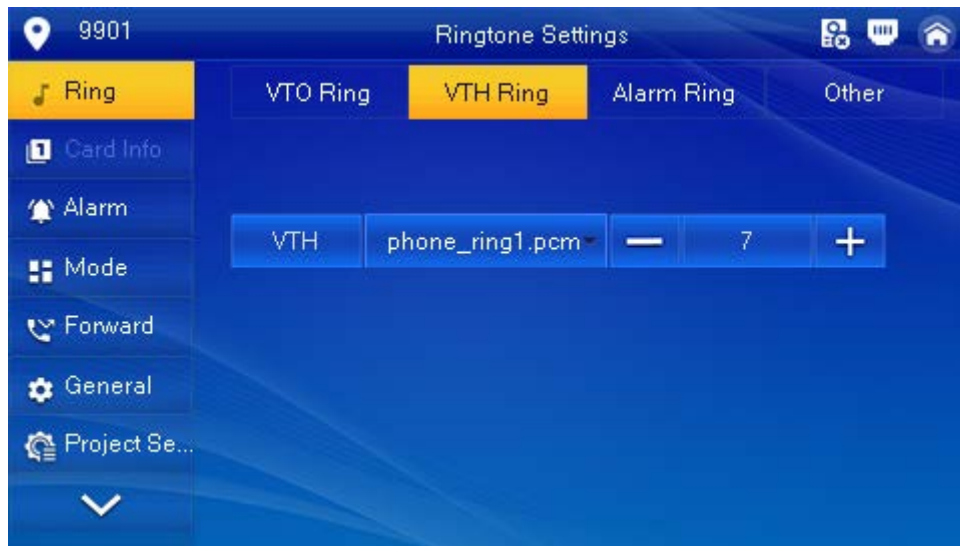 9901 Ringtone Settings
Ring
VTO Ring VTH Ring Alarm Ring Other
1 Card Info
Alarm
VTH phone_ring1.pcm 7
Mode
Forward
General
Project Se...